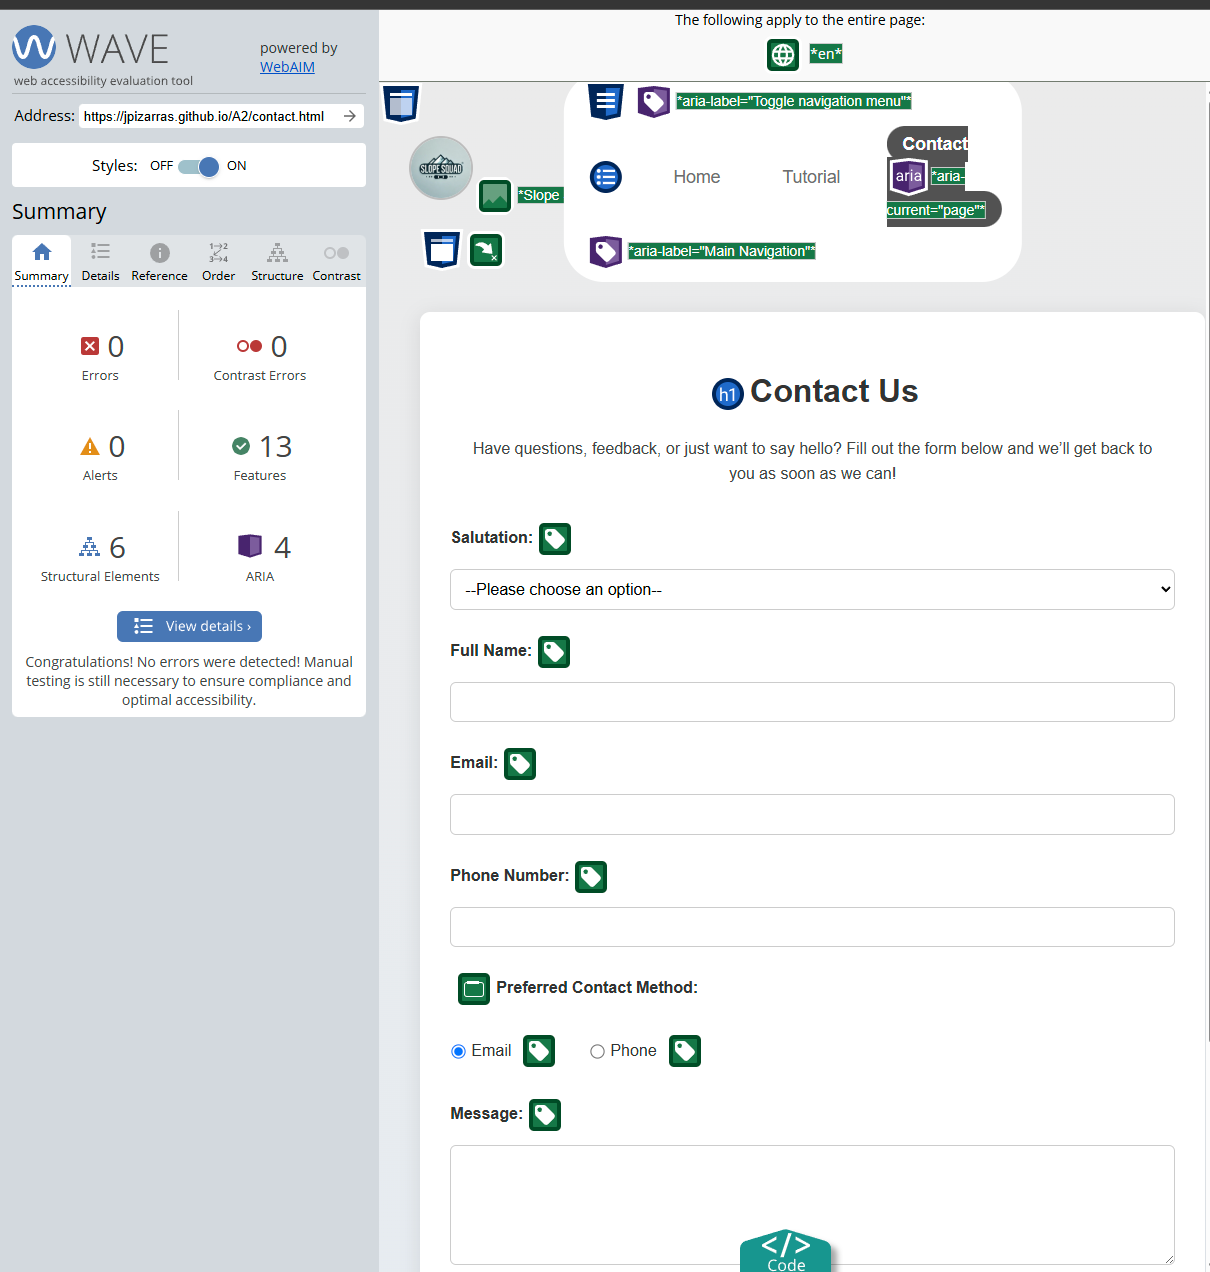 WAVE
web accessibility evaluation tool
powered by
WebAIM
Address: https://jpizarras.github.io/A2/contact.html
Styles: OFF ON
Summary
Summary Details Reference Order Structure Contrast
0
Errors
0
Contrast Errors
0
Alerts
13
Features
6
Structural Elements
4
ARIA
View details ›
Congratulations! No errors were detected! Manual
testing is still necessary to ensure compliance and
optimal accessibility.
The following apply to the entire page:
*en*
*aria-label="Toggle navigation menu"*
SLOPE SQUAD
*Slope
Home
Tutorial
Contact
aria *aria-
current="page"*
*aria-label="Main Navigation"*
h1 Contact Us
Have questions, feedback, or just want to say hello? Fill out the form below and we’ll get back to
you as soon as we can!
Salutation:
--Please choose an option--
Full Name:
Email:
Phone Number:
Preferred Contact Method:
Email Phone
Message:
</>
Code